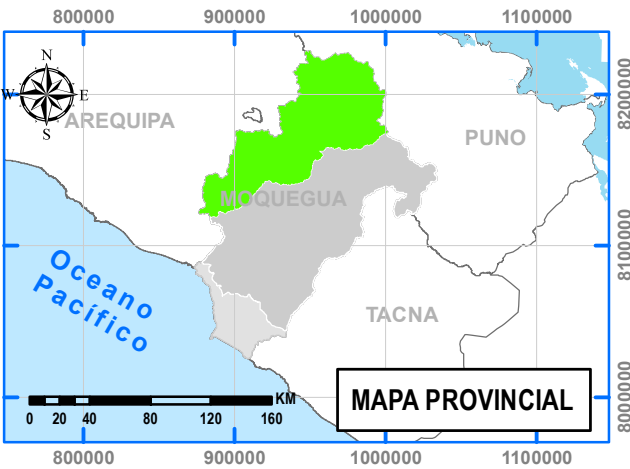 800000 900000 1000000 1100000
N
W E
S
AREQUIPA
PUNO
MOQUEGUA
TACNA
Oceano
Pacífico
8200000
8100000
8000000
KM
0 20 40 80 120 160
MAPA PROVINCIAL
800000 900000 1000000 1100000